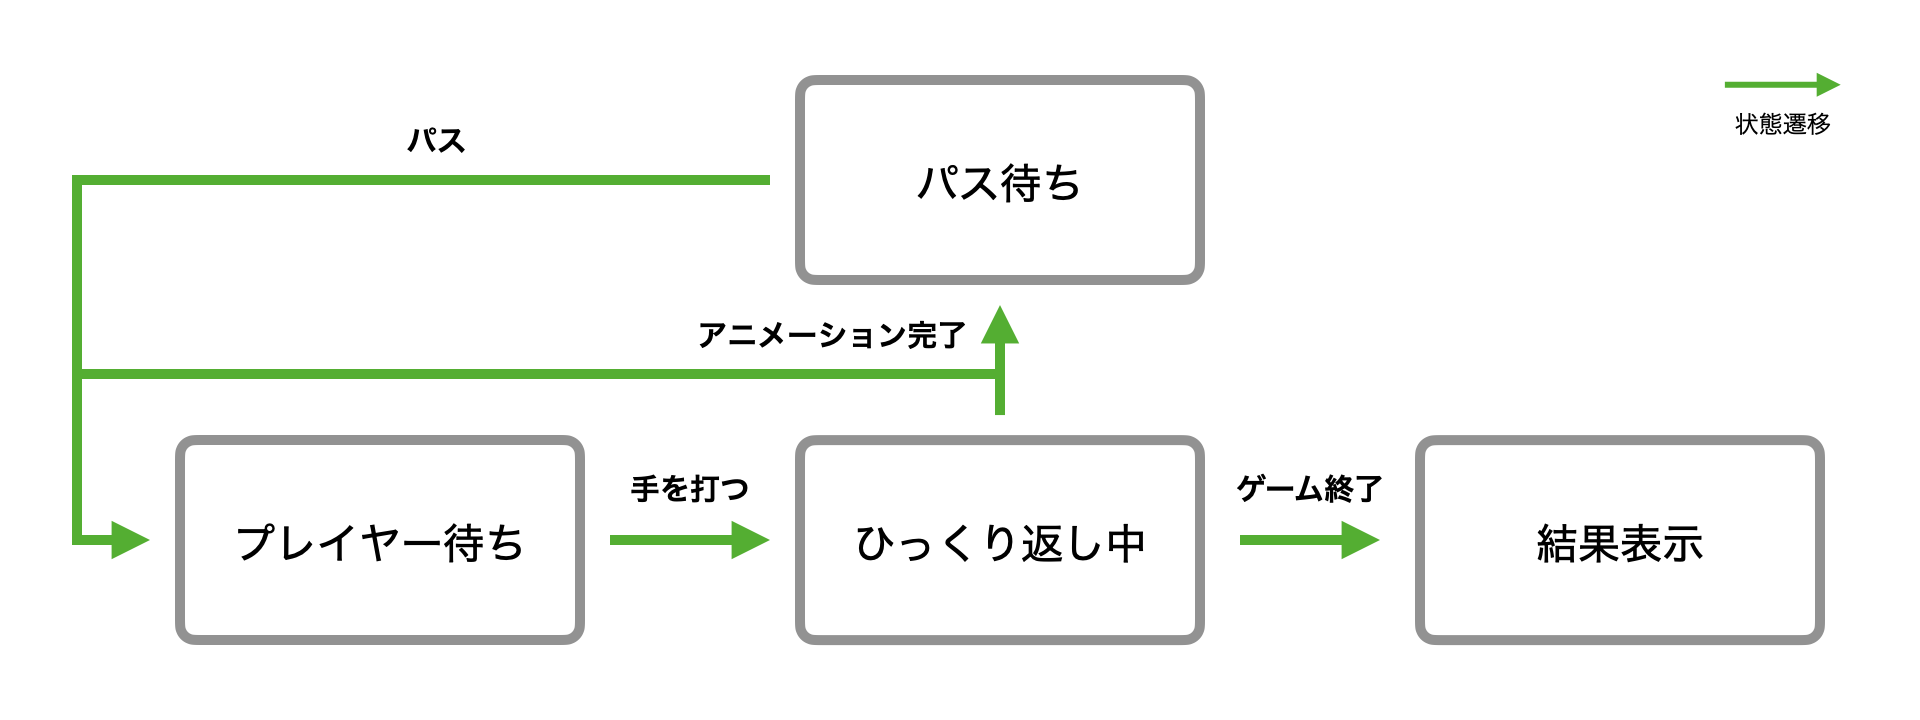 状態遷移
パス
パス待ち
アニメーション完了
プレイヤー待ち
手を打つ
ひっくり返し中
ゲーム終了
結果表示